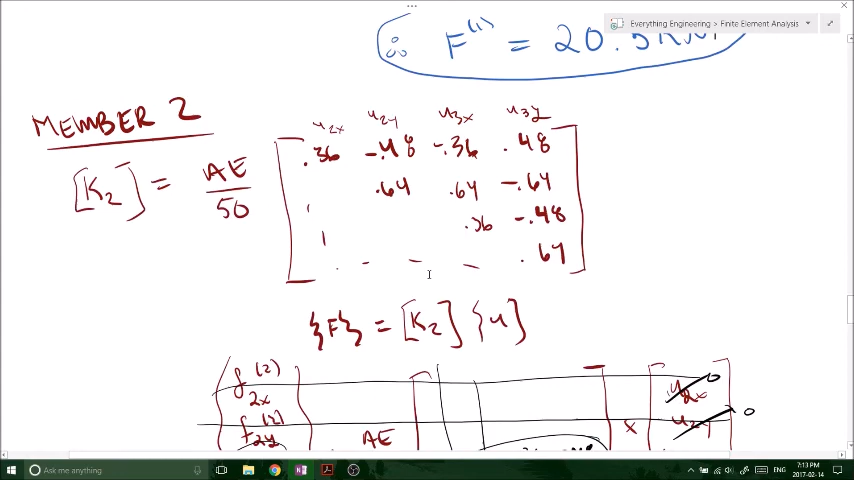 Everything Engineering > Finite Element Analysis
∴ F⁽¹⁾ = 20.5
MEMBER 2
u2x u2y u3x u3y
[K2] = AE/50
.36 -.48 -.36 .48
.64 .64 -.64
.36 -.48
.64
{F} = [K2] {u}
f2x(2)
f2y(2)
AE
x
u2x 0
u2y 0
Ask me anything
ENG
7:13 PM
2017-02-14